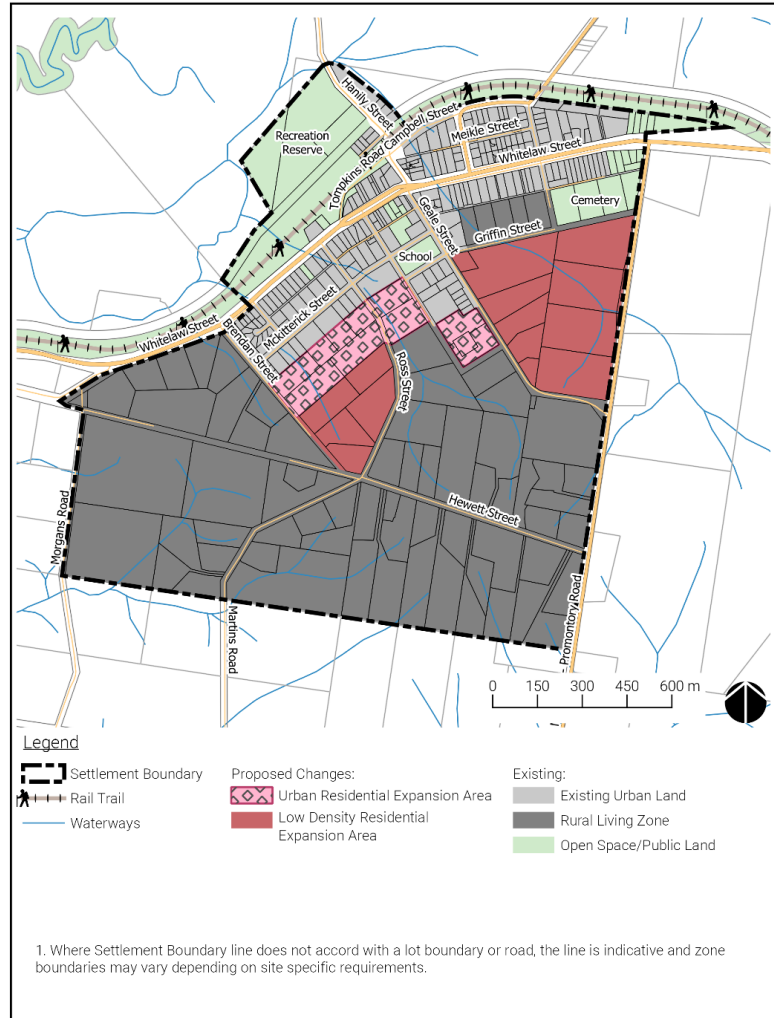 Hanily Street
Recreation
Reserve
Tompkins Road
Campbell Street
Meikle Street
Whitelaw Street
Cemetery
Geale Street
Griffin Street
School
Mckitterick Street
Whitelaw Street
Brendan Street
Ross Street
Hewett Street
Morgans Road
Martins Road
Promontory Road
0 150 300 450 600 m
Legend
Settlement Boundary
Rail Trail
Waterways
Proposed Changes:
Urban Residential Expansion Area
Low Density Residential
Expansion Area
Existing:
Existing Urban Land
Rural Living Zone
Open Space/Public Land
1. Where Settlement Boundary line does not accord with a lot boundary or road, the line is indicative and zone
boundaries may vary depending on site specific requirements.